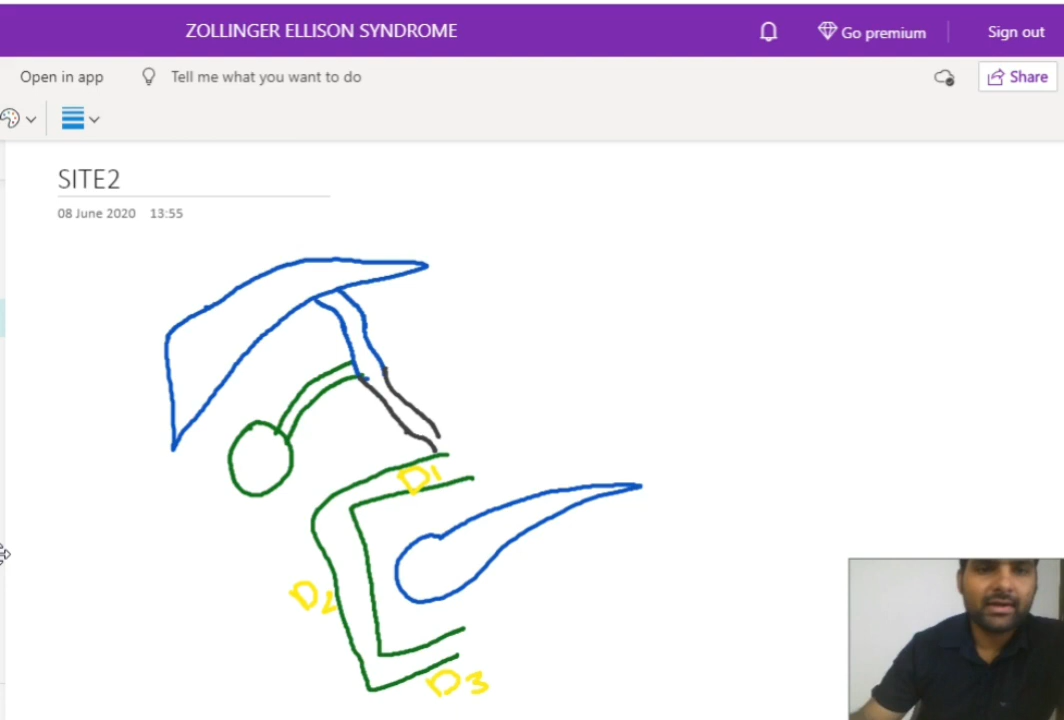 ZOLLINGER ELLISON SYNDROME
Go premium
Sign out
Open in app
Tell me what you want to do
Share
SITE2
08 June 2020 13:55
D1
D2
D3